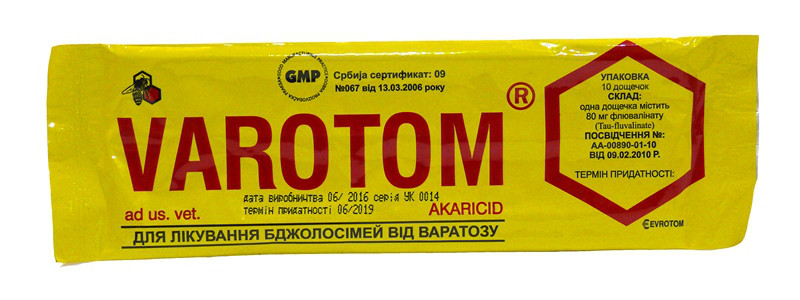 GMP
Србија сертификат: 09
№067 від 13.03.2006 року
VAROTOM®
дата виробництва 06/ 2016 серія УК 0014
термін придатності 06/2019
ad us. vet.
AKARICID
ДЛЯ ЛІКУВАННЯ БДЖОЛОСІМЕЙ ВІД ВАРАТОЗУ
УПАКОВКА
10 дощечок
СКЛАД:
одна дощечка містить
80 мг флювалінату
(Tau-fluvalinate)
ПОСВІДЧЕННЯ №:
АА-00890-01-10
ВІД 09.02.2010 Р.
ТЕРМІН ПРИДАТНОСТІ:
EVROTOM